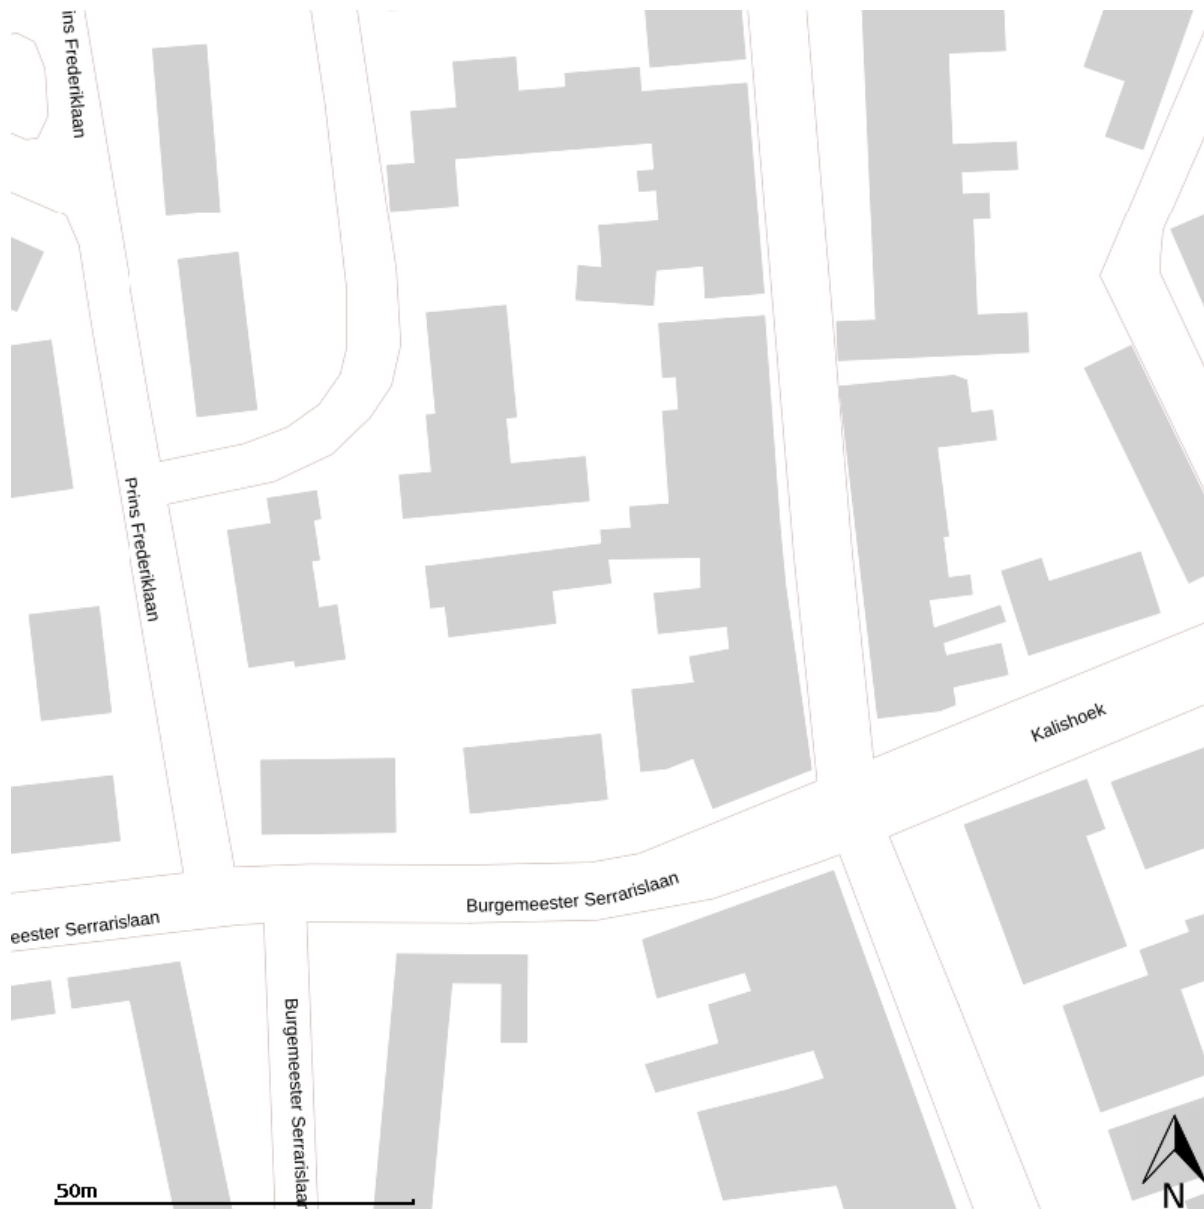 ins Frederiklaan
Prins Frederiklaan
Kalishoek
Burgemeester Serrarislaan
eester Serrarislaan
Burgemeester Serrarislaan
50m
N